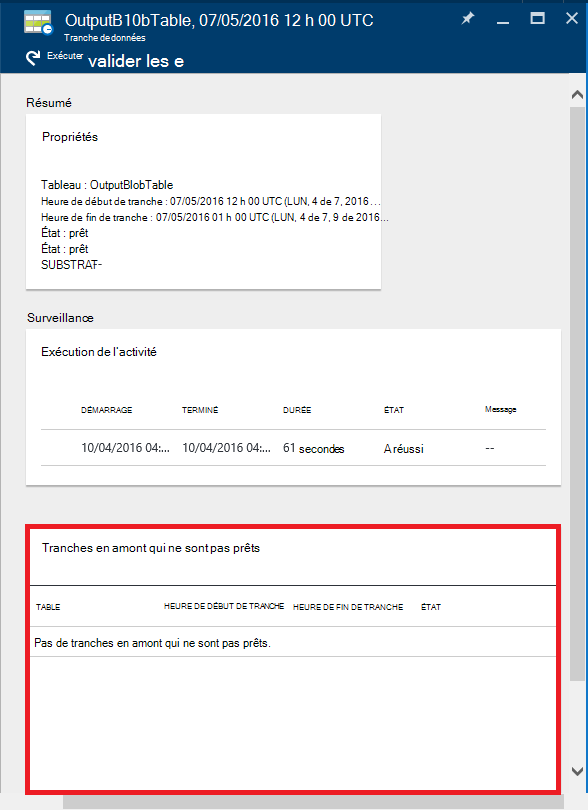 OutputB10bTable, 07/05/2016 12 h 00 UTC
Tranche de données
Exécuter valider les e
Résumé
Propriétés
Tableau : OutputBlobTable
Heure de début de tranche : 07/05/2016 12 h 00 UTC (LUN, 4 de 7, 2016 ...
Heure de fin de tranche : 07/05/2016 01 h 00 UTC (LUN, 4 de 7, 9 de 2016...
État : prêt
État : prêt
SUBSTRAT--
Surveillance
Exécution de l'activité
DÉMARRAGE TERMINÉ DURÉE ÉTAT Message
10/04/2016 04:... 10/04/2016 04:... 61 secondes A réussi --
Tranches en amont qui ne sont pas prêts
TABLE HEURE DE DÉBUT DE TRANCHE HEURE DE FIN DE TRANCHE ÉTAT
Pas de tranches en amont qui ne sont pas prêts.